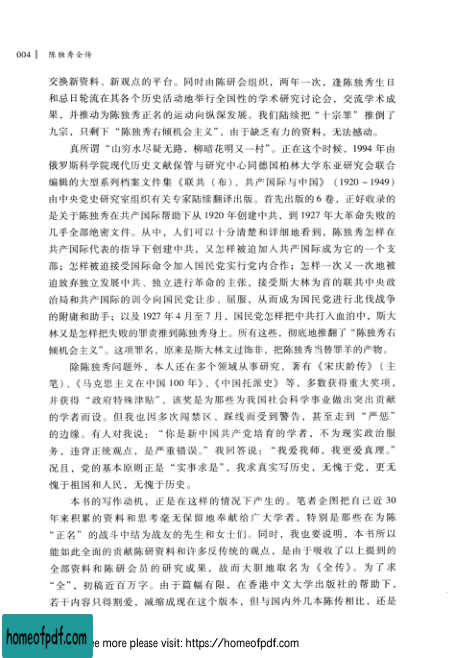 004 ‖ 陈独秀全传
交换新资料、新观点的平台。同时由陈研会组织，两年一次，逢陈独秀生日
和忌日轮流在其各个历史活动地举行全国性的学术研究讨论会，交流学术成
果，并推动为陈独秀正名的运动向纵深发展。我们陆续把“十宗罪”推倒了
九宗，只剩下“陈独秀右倾机会主义”，由于缺乏有力的资料，无法撼动。
真所谓“山穷水尽疑无路，柳暗花明又一村”。正在这个时候，1994 年由
俄罗斯科学院现代历史文献保管与研究中心同德国柏林大学东亚研究会联合
编辑的大型系列档案文件集《联共（布）、共产国际与中国》（1920 ~ 1949）
由中央党史研究室组织有关专家陆续翻译出版。首先出版的 6 卷，正好收录的
是关于陈独秀在共产国际帮助下从 1920 年创建中共，到 1927 年大革命失败的
几乎全部绝密文件。从中，人们可以十分清楚和详细地看到，陈独秀怎样在
共产国际代表的指导下创建中共，又怎样被迫加入共产国际成为它的一个支
部；怎样被迫接受国际命令加入国民党实行党内合作；怎样一次又一次地被
迫放弃独立发展中共、独立进行革命的主张，接受斯大林为首的联共中央政
治局和共产国际的训令向国民党让步、屈服，从而成为国民党进行北伐战争
的附庸和助手；以及 1927 年 4 月至 7 月，国民党怎样把中共打入血泊中，斯大
林又是怎样把失败的罪责推到陈独秀身上。所有这些，彻底地推翻了“陈独秀右
倾机会主义”。这项罪名，原来是斯大林文过饰非，把陈独秀当替罪羊的产物。
除陈独秀问题外，本人还在多个领域从事研究，著有《宋庆龄传》（主
笔）、《马克思主义在中国 100 年》、《中国托派史》等，多数获得重大奖项，
并获得“政府特殊津贴”，该奖是为那些为我国社会科学事业做出突出贡献
的学者而设。但我也因多次闯禁区、踩线而受到警告，甚至走到“严惩”
的边缘。有人对我说：“你是新中国共产党培育的学者，不为现实政治服
务，违背正统观点，是严重错误。”我回答说：“我爱我师，我更爱真理。”
况且，党的基本原则正是“实事求是”，我求真实写历史，无愧于党，更无
愧于祖国和人民，无愧于历史。
本书的写作动机，正是在这样的情况下产生的。笔者企图把自己近 30
年来积累的资料和思考毫无保留地奉献给广大学者，特别是那些在为陈
“正名”的战斗中结为战友的先生和女士们。同时，我也要说明，本书所以
能如此全面的贡献陈研资料和许多反传统的观点，是由于吸收了以上提到的
全部资料和陈研会员的研究成果，故而大胆地取名为《全传》。为了求
“全”，初稿近百万字。由于篇幅有限，在香港中文大学出版社的帮助下，
若干内容只得割爱，减缩成现在这个版本，但与国内外几本陈传相比，还是
homeofpdf.com
ee more please visit: https://homeofpdf.com